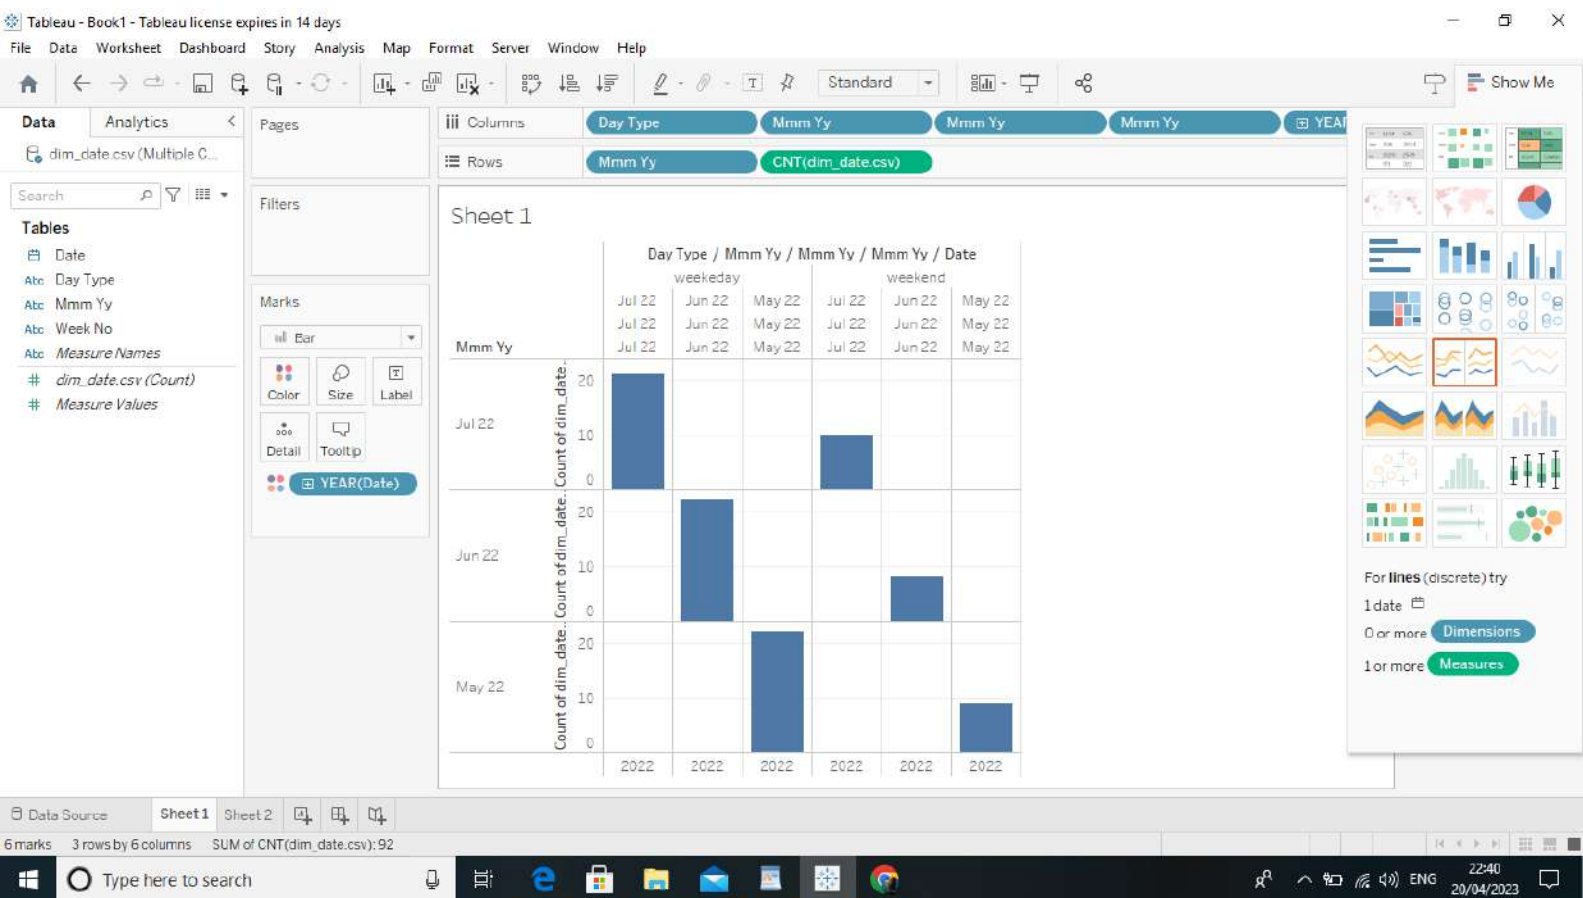 Tableau - Book1 - Tableau license expires in 14 days
File Data Worksheet Dashboard Story Analysis Map Format Server Window Help
Standard
Show Me
Data Analytics
dim_date.csv (Multiple C...
Search
Tables
Date
Abc Day Type
Abc Mmm Yy
Abc Week No
Abc Measure Names
# dim_date.csv (Count)
# Measure Values
Pages
Filters
Marks
Bar
Color Size Label
Detail Tooltip
YEAR(Date)
Columns Day Type Mmm Yy Mmm Yy Mmm Yy YEAR
Rows Mmm Yy CNT(dim_date.csv)
Sheet 1
Day Type / Mmm Yy / Mmm Yy / Mmm Yy / Date
weekeday weekend
Jul 22 Jun 22 May 22 Jul 22 Jun 22 May 22
Jul 22 Jun 22 May 22 Jul 22 Jun 22 May 22
Mmm Yy Jul 22 Jun 22 May 22 Jul 22 Jun 22 May 22
Jul 22
Count of dim_date..
20
10
0
Jun 22
Count of dim_date..
20
10
0
May 22
Count of dim_date..
20
10
0
2022 2022 2022 2022 2022 2022
For lines (discrete) try
1 date
0 or more Dimensions
1 or more Measures
Data Source Sheet 1 Sheet 2
6 marks 3 rows by 6 columns SUM of CNT(dim_date.csv): 92
Type here to search
ENG
22:40
20/04/2023